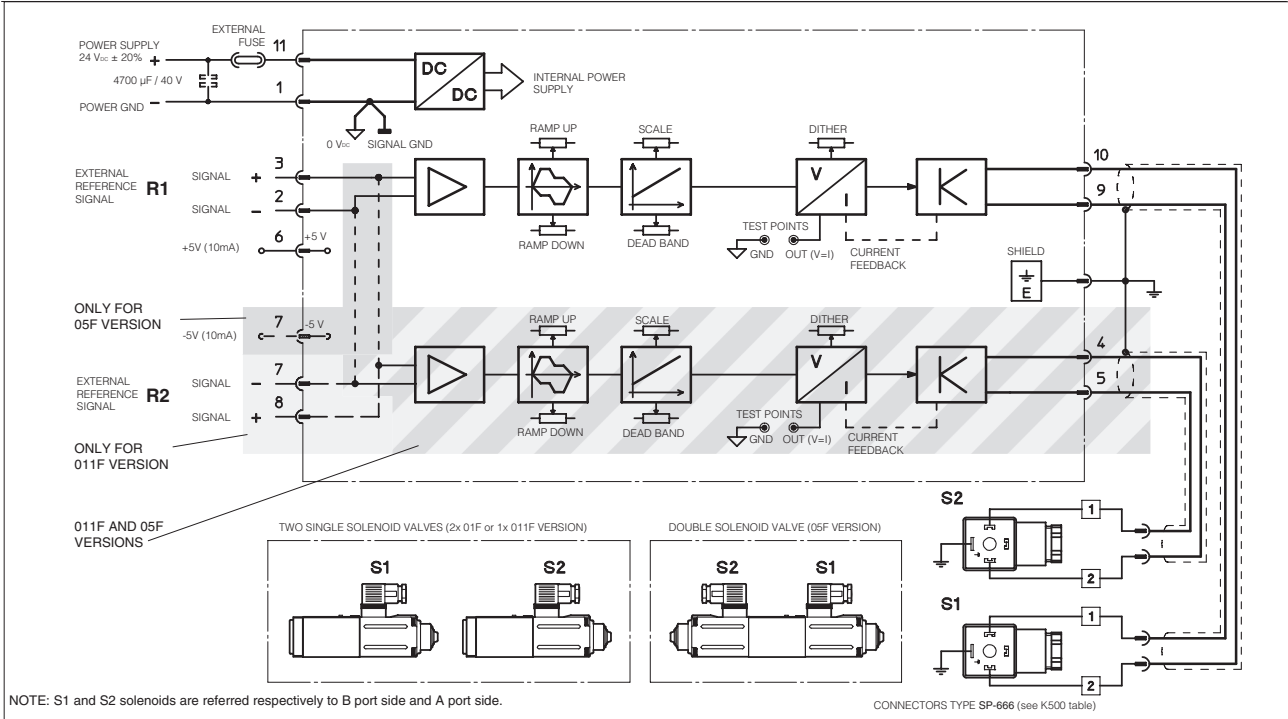 EXTERNAL
FUSE
POWER SUPPLY
24 VDC ± 20% +
11
4700 µF / 40 V
1
POWER GND −
DC
DC
INTERNAL POWER
SUPPLY
0 VDC SIGNAL GND
RAMP UP
SCALE
DITHER
EXTERNAL
REFERENCE
SIGNAL
R1
SIGNAL +
3
SIGNAL −
2
+5V (10mA)
6
+5 V
V
I
K
10
9
RAMP DOWN
DEAD BAND
TEST POINTS
GND OUT (V=I)
CURRENT
FEEDBACK
SHIELD
E
ONLY FOR
05F VERSION
-5V (10mA)
7
-5 V
RAMP UP
SCALE
DITHER
EXTERNAL
REFERENCE
SIGNAL
R2
SIGNAL −
7
SIGNAL +
8
V
I
K
4
5
RAMP DOWN
DEAD BAND
TEST POINTS
GND OUT (V=I)
CURRENT
FEEDBACK
ONLY FOR
011F VERSION
011F AND 05F
VERSIONS
TWO SINGLE SOLENOID VALVES (2x 01F or 1x 011F VERSION)
S1
S2
DOUBLE SOLENOID VALVE (05F VERSION)
S2
S1
S2
1
2
S1
1
2
NOTE: S1 and S2 solenoids are referred respectively to B port side and A port side.
CONNECTORS TYPE SP-666 (see K500 table)